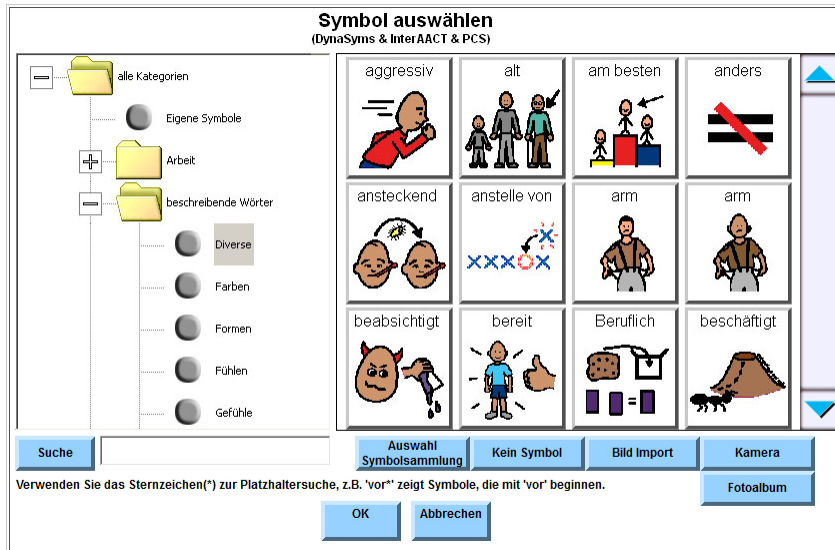 Symbol auswählen
(DynaSyms & InterAACT & PCS)
alle Kategorien
Eigene Symbole
Arbeit
beschreibende Wörter
Diverse
Farben
Formen
Fühlen
Gefühle
aggressiv
alt
am besten
anders
ansteckend
anstelle von
arm
arm
beabsichtigt
bereit
Beruflich
beschäftigt
Suche
Auswahl
Symbolsammlung
Kein Symbol
Bild Import
Kamera
Verwenden Sie das Sternzeichen(*) zur Platzhaltersuche, z.B. 'vor*' zeigt Symbole, die mit 'vor' beginnen.
Fotoalbum
OK
Abbrechen